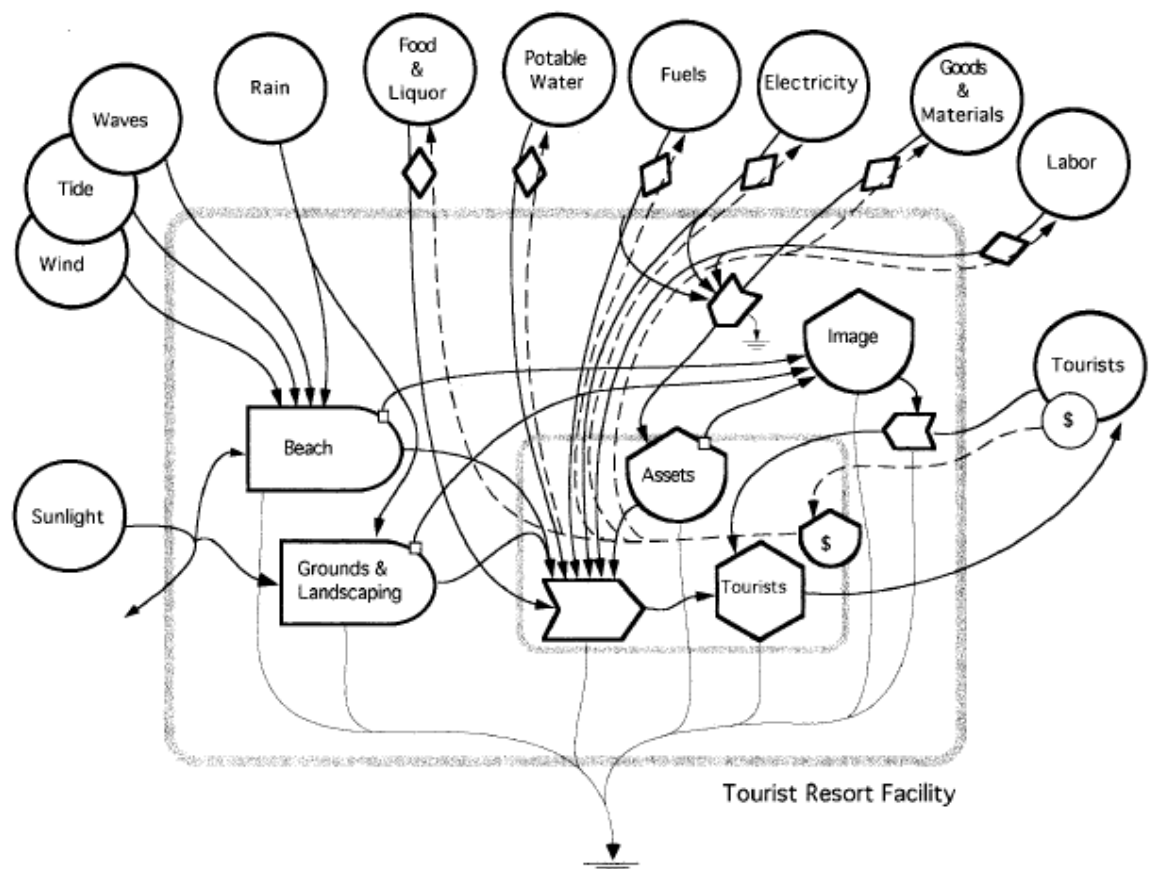 Food
&
Liquor
Potable
Water
Fuels
Electricity
Goods
&
Materials
Rain
Waves
Labor
Tide
Wind
Image
Tourists
$
Beach
Assets
Sunlight
$
Grounds &
Landscaping
Tourists
Tourist Resort Facility